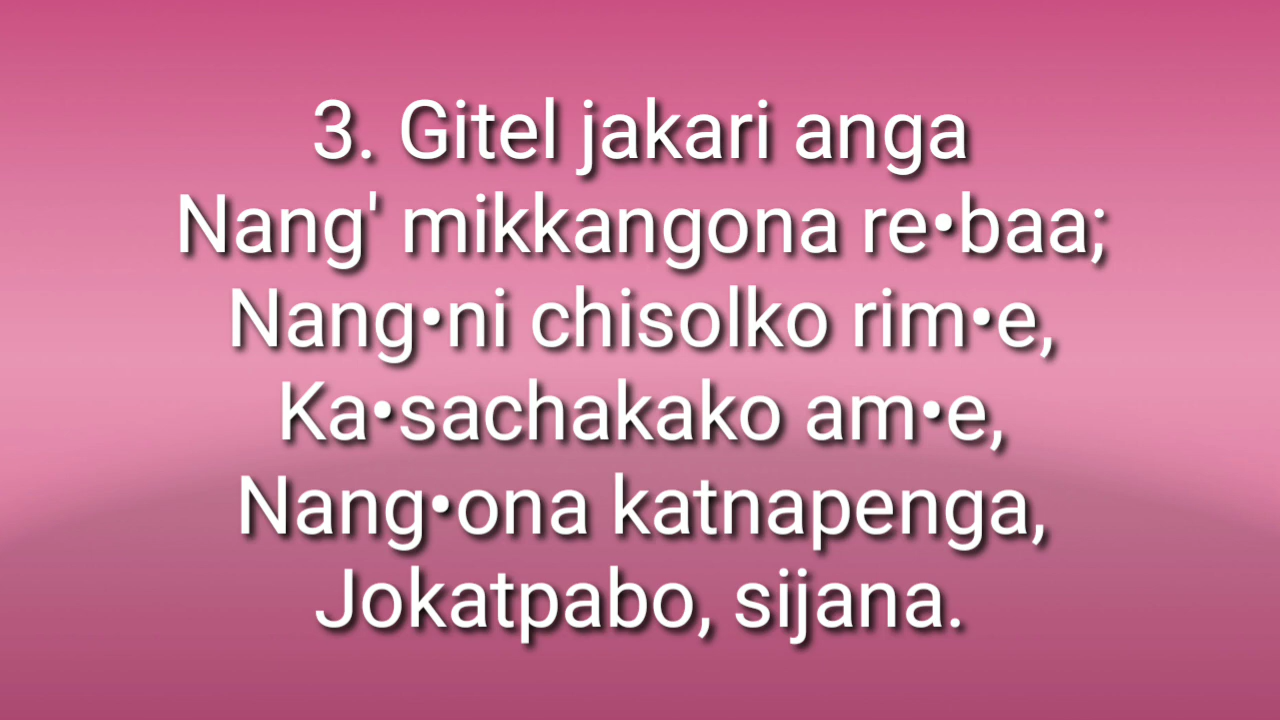 3. Gitel jakari anga
Nang' mikkangona re•baa;
Nang•ni chisolko rim•e,
Ka•sachakako am•e,
Nang•ona katnapenga,
Jokatpabo, sijana.